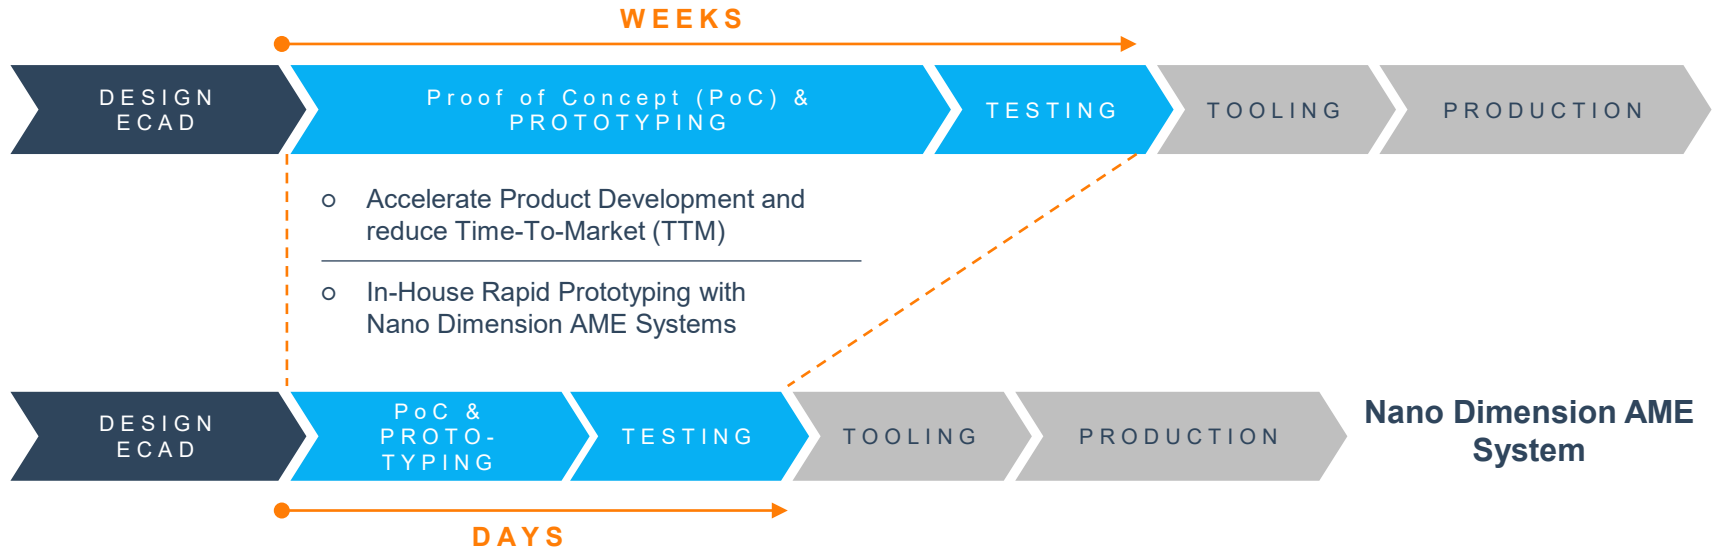 WEEKS
DESIGN
ECAD
Proof of Concept (PoC) &
PROTOTYPING
TESTING
TOOLING
PRODUCTION
○ Accelerate Product Development and
reduce Time-To-Market (TTM)
○ In-House Rapid Prototyping with
Nano Dimension AME Systems
DESIGN
ECAD
PoC &
PROTO-
TYPING
TESTING
TOOLING
PRODUCTION
Nano Dimension AME
System
DAYS